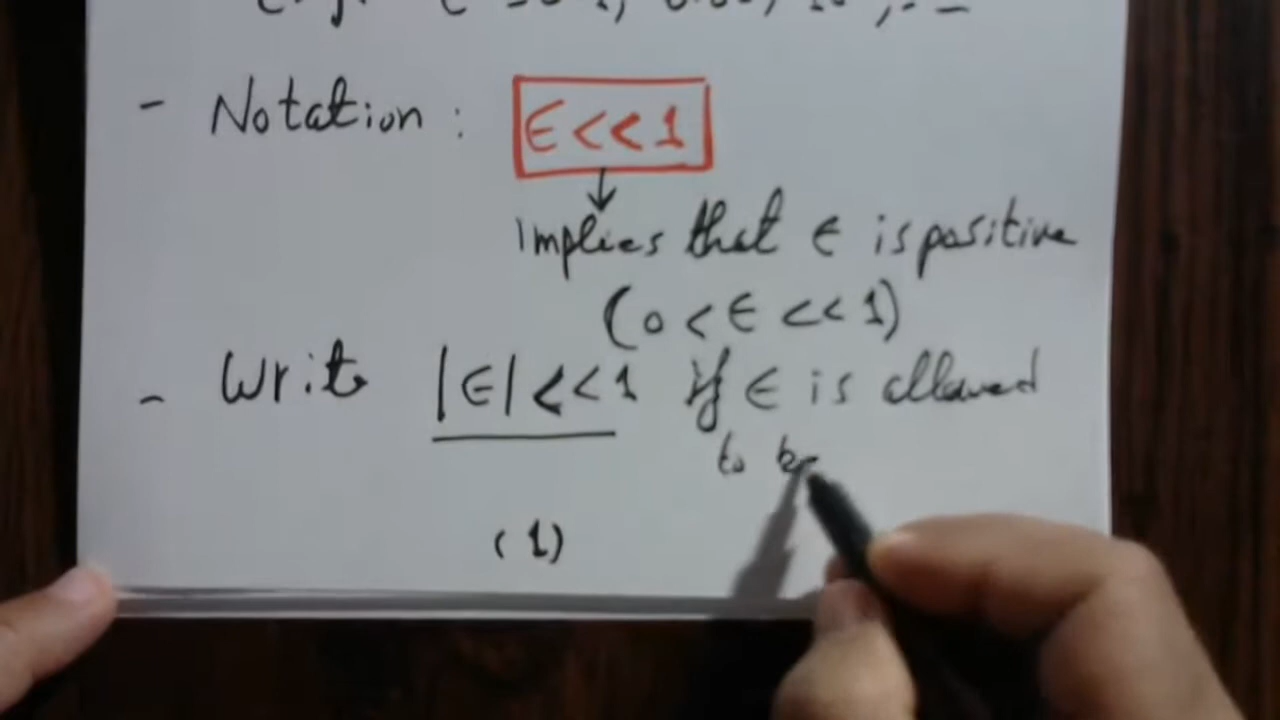 - Notation: ϵ<<1
Implies that ϵ is positive
(0<ϵ<<1)
- Write |ϵ|<<1 if ϵ is allowed
to be
(1)